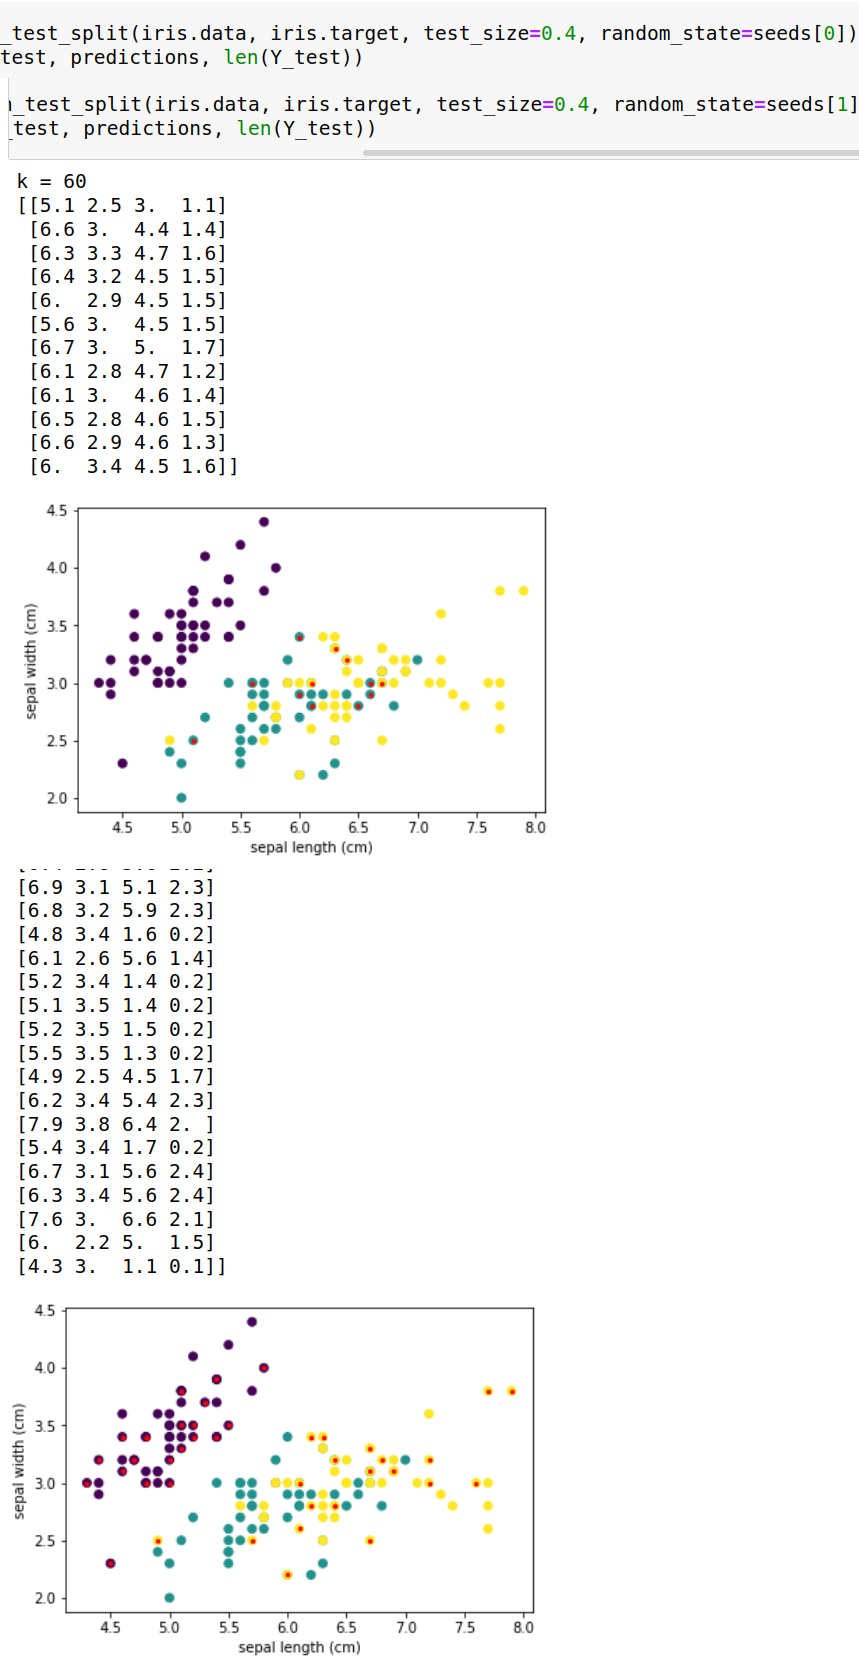 _test_split(iris.data, iris.target, test_size=0.4, random_state=seeds[0])
test, predictions, len(Y_test))
_test_split(iris.data, iris.target, test_size=0.4, random_state=seeds[1]
_test, predictions, len(Y_test))
k = 60
[[5.1 2.5 3.  1.1]
[6.6 3.  4.4 1.4]
[6.3 3.3 4.7 1.6]
[6.4 3.2 4.5 1.5]
[6.  2.9 4.5 1.5]
[5.6 3.  4.5 1.5]
[6.7 3.  5.  1.7]
[6.1 2.8 4.7 1.2]
[6.1 3.  4.6 1.4]
[6.5 2.8 4.6 1.5]
[6.6 2.9 4.6 1.3]
[6.  3.4 4.5 1.6]]
4.5
4.0
3.5
3.0
2.5
2.0
sepal width (cm)
4.5 5.0 5.5 6.0 6.5 7.0 7.5 8.0
sepal length (cm)
[6.9 3.1 5.1 2.3]
[6.8 3.2 5.9 2.3]
[4.8 3.4 1.6 0.2]
[6.1 2.6 5.6 1.4]
[5.2 3.4 1.4 0.2]
[5.1 3.5 1.4 0.2]
[5.2 3.5 1.5 0.2]
[5.5 3.5 1.3 0.2]
[4.9 2.5 4.5 1.7]
[6.2 3.4 5.4 2.3]
[7.9 3.8 6.4 2. ]
[5.4 3.4 1.7 0.2]
[6.7 3.1 5.6 2.4]
[6.3 3.4 5.6 2.4]
[7.6 3.  6.6 2.1]
[6.  2.2 5.  1.5]
[4.3 3.  1.1 0.1]]
4.5
4.0
3.5
3.0
2.5
2.0
sepal width (cm)
4.5 5.0 5.5 6.0 6.5 7.0 7.5 8.0
sepal length (cm)